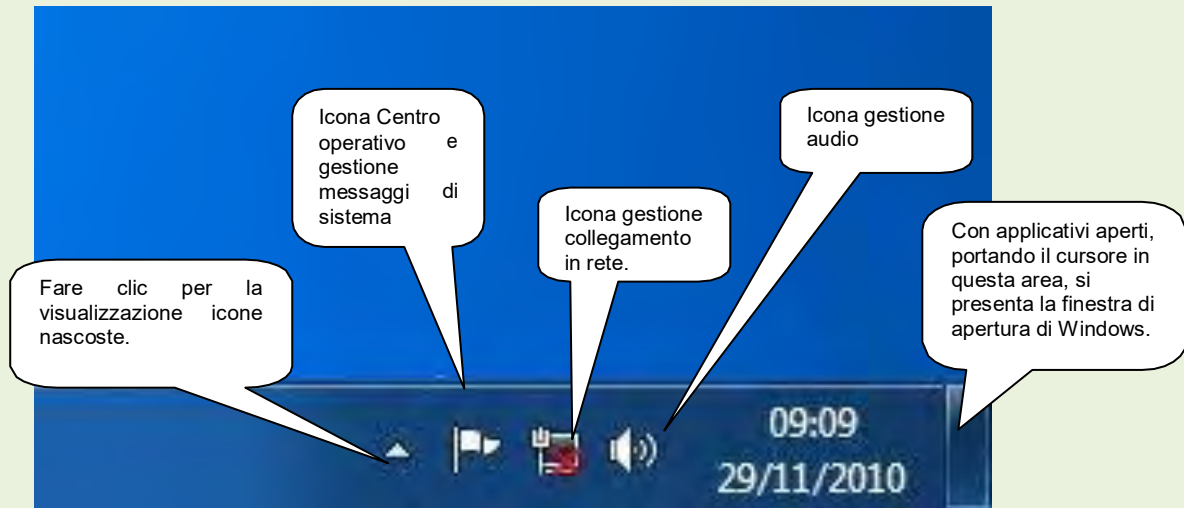 Icona Centro
operativo e
gestione
messaggi di
sistema
Icona gestione
audio
Icona gestione
collegamento
in rete.
Con applicativi aperti,
portando il cursore in
questa area, si
presenta la finestra di
apertura di Windows.
Fare clic per la
visualizzazione icone
nascoste.
09:09
29/11/2010